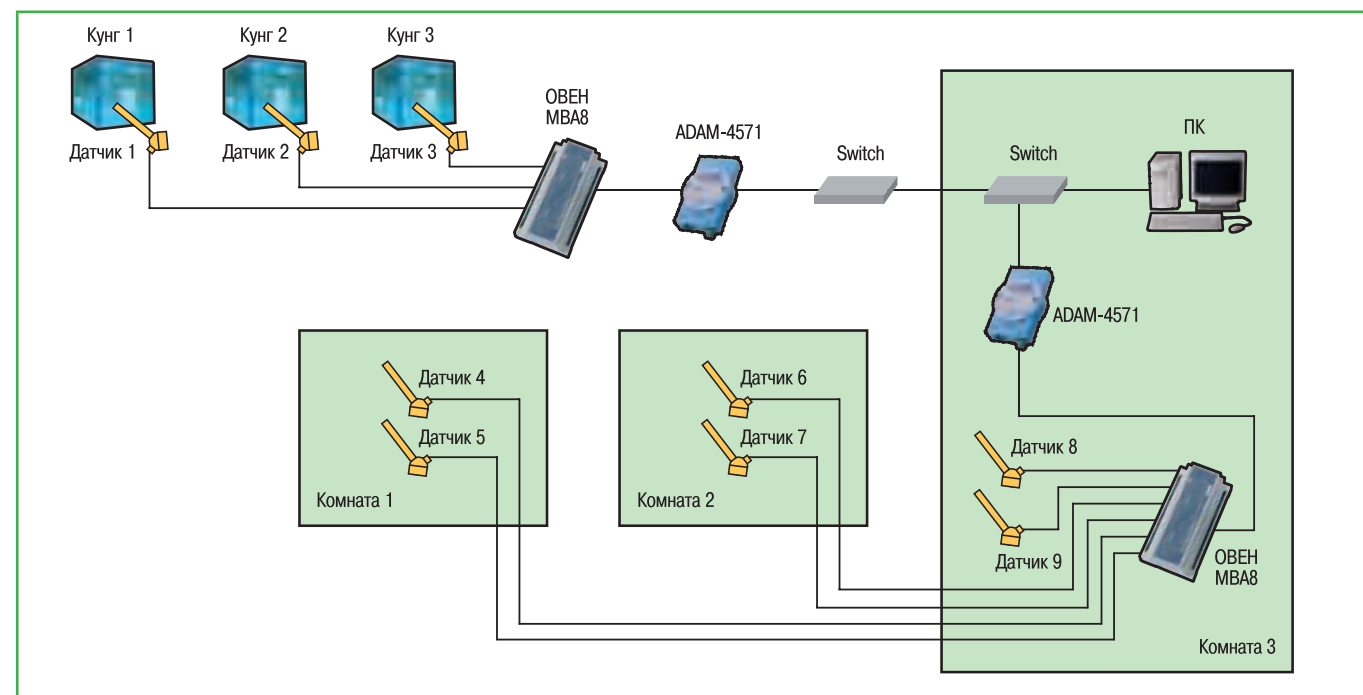 Кунг 1
Кунг 2
Кунг 3
Датчик 1
Датчик 2
Датчик 3
ОВЕН
МВА8
ADAM-4571
Switch
Switch
ПК
ADAM-4571
Датчик 4
Датчик 5
Комната 1
Датчик 6
Датчик 7
Комната 2
Датчик 8
Датчик 9
ОВЕН
МВА8
Комната 3